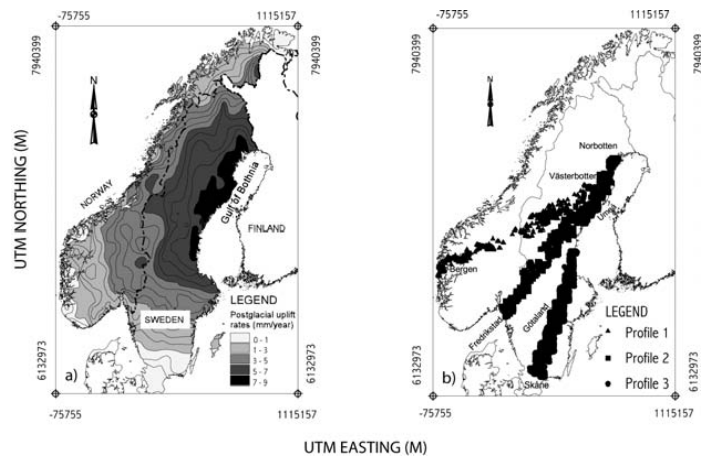 -75755
1115157
-75755
1115157
7940399
7940399
7940399
7940399
N
N
NORWAY
Gulf of Bothnia
FINLAND
SWEDEN
LEGEND
Postglacial uplift
rates (mm/year)
0 - 1
1 - 3
3 - 5
5 - 7
7 - 9
a)
Norbotten
Västerbotten
Umeå
Bergen
Fredrikstad
Götaland
Skåne
LEGEND
Profile 1
Profile 2
Profile 3
b)
6132973
6132973
6132973
6132973
-75755
1115157
-75755
1115157
UTM NORTHING (M)
UTM EASTING (M)